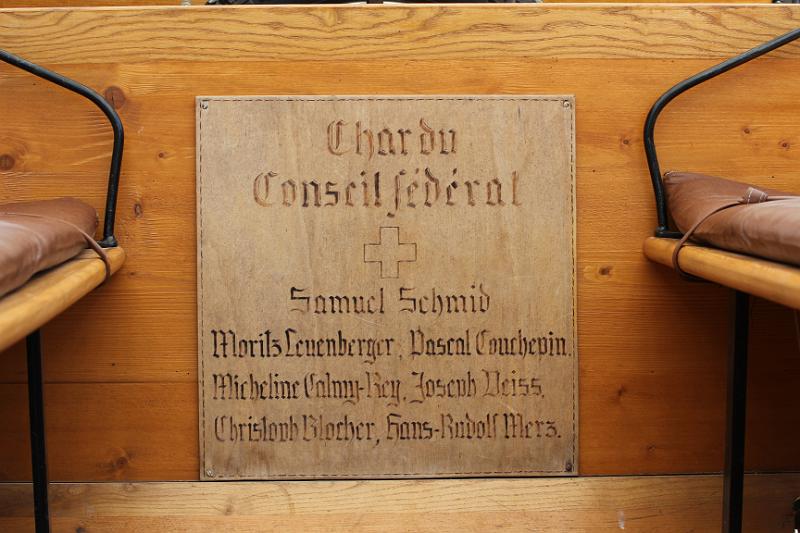 Char du
Conseil fédéral
Samuel Schmid
Moritz Leuenberger, Pascal Couchepin.
Micheline Calmy-Rey, Joseph Deiss,
Christoph Blocher, Hans-Rudolf Merz.